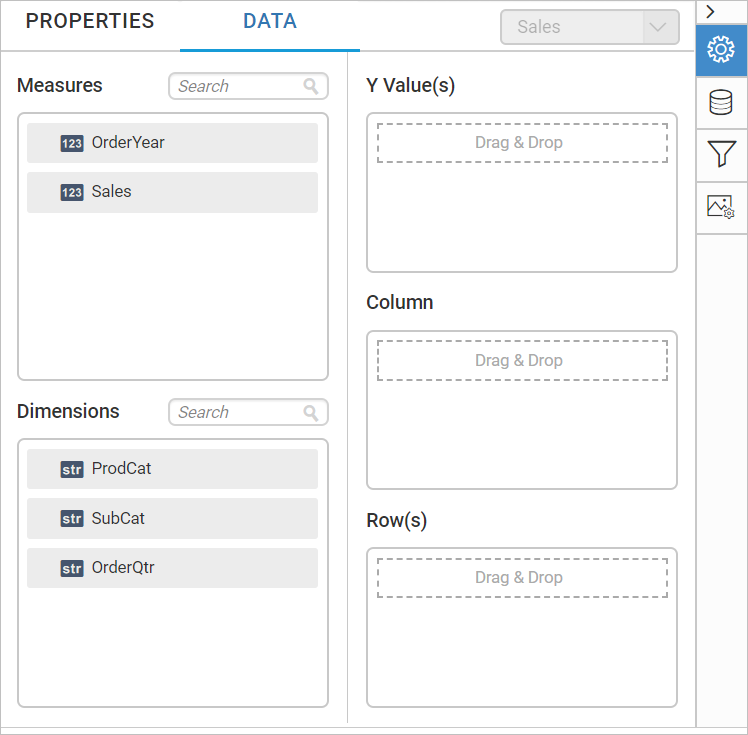 PROPERTIES
DATA
Sales
Measures
Search
123 OrderYear
123 Sales
Dimensions
Search
str ProdCat
str SubCat
str OrderQtr
Y Value(s)
Drag & Drop
Column
Drag & Drop
Row(s)
Drag & Drop